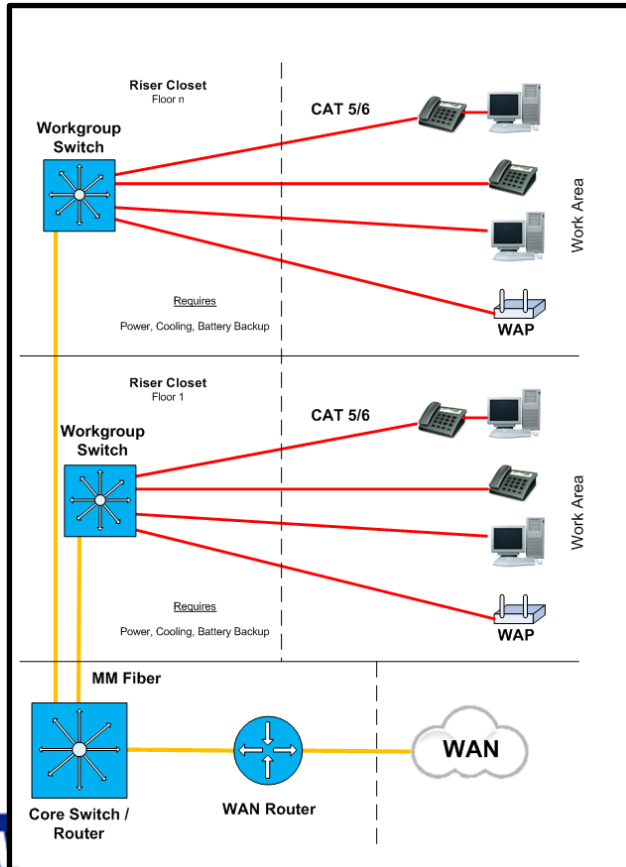 Riser Closet
Floor n
CAT 5/6
Workgroup
Switch
Work Area
Requires
Power, Cooling, Battery Backup
WAP
Riser Closet
Floor 1
CAT 5/6
Workgroup
Switch
Work Area
Requires
Power, Cooling, Battery Backup
WAP
MM Fiber
WAN
WAN Router
Core Switch /
Router